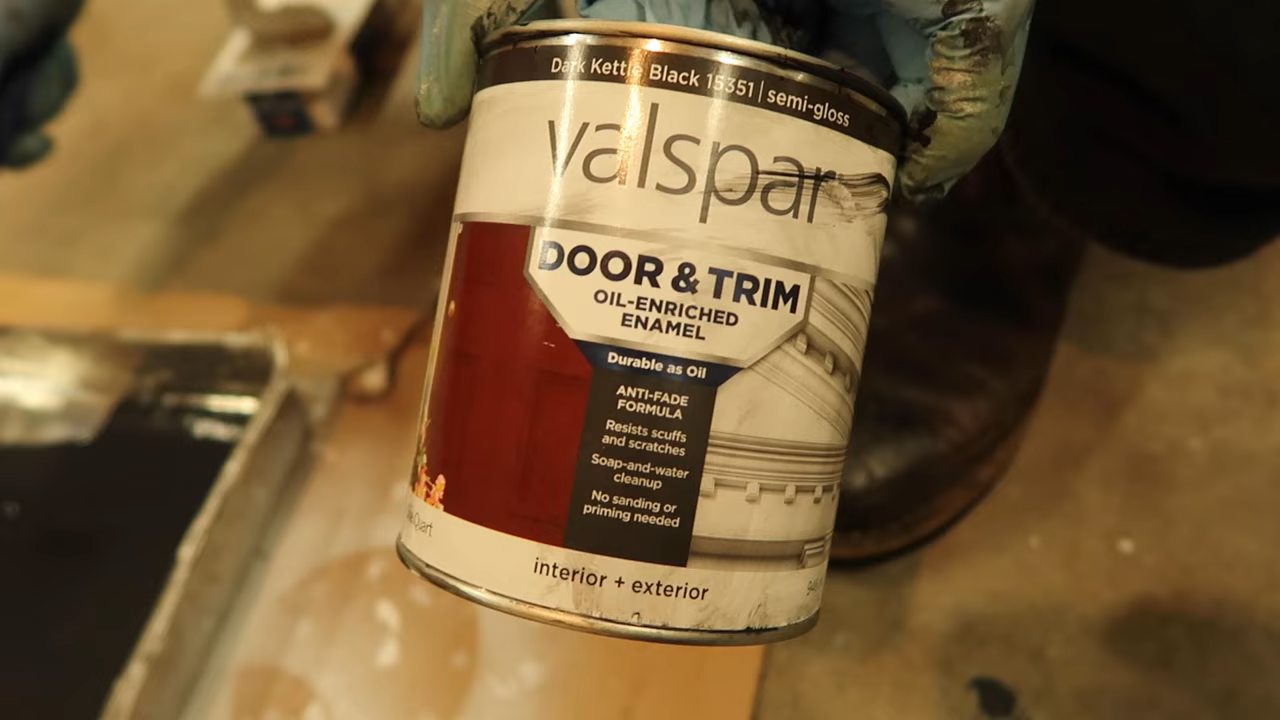 Dark Kettle Black 15351 | semi-gloss
valspar
DOOR & TRIM
OIL-ENRICHED
ENAMEL
Durable as Oil
ANTI-FADE
FORMULA
Resists scuffs
and scratches
Soap-and-water
cleanup
No sanding or
priming needed
Quart
interior + exterior